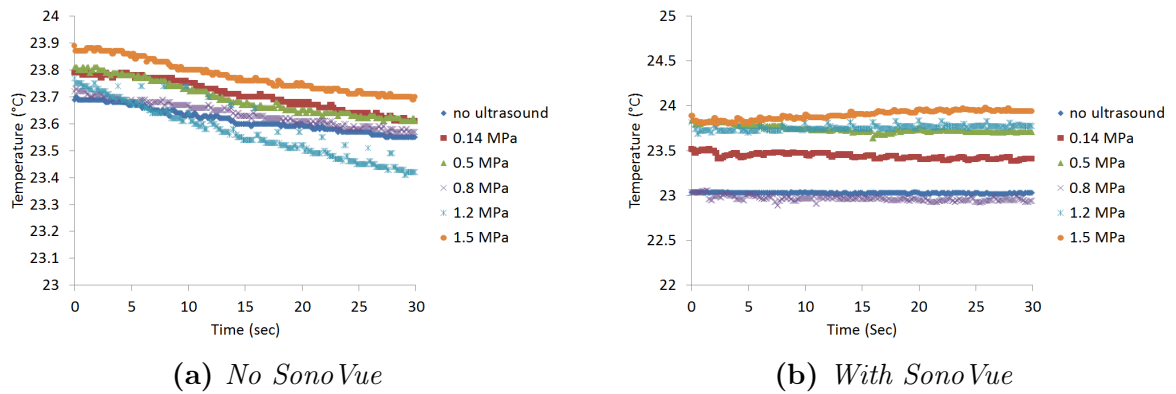 24
23.9
23.8
23.7
23.6
23.5
23.4
23.3
23.2
23.1
23
Temperature (°C)
0 5 10 15 20 25 30
Time (sec)
no ultrasound
0.14 MPa
0.5 MPa
0.8 MPa
1.2 MPa
1.5 MPa
(a) No SonoVue
25
24.5
24
23.5
23
22.5
22
Temperature (°C)
0 5 10 15 20 25 30
Time (Sec)
no ultrasound
0.14 MPa
0.5 MPa
0.8 MPa
1.2 MPa
1.5 MPa
(b) With SonoVue